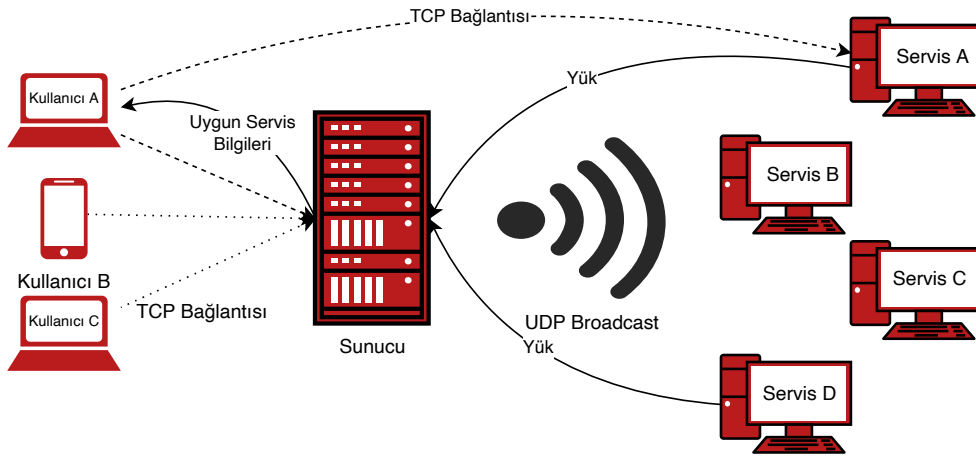 TCP Bağlantısı
Servis A
Yük
Kullanıcı A
Uygun Servis
Bilgileri
Servis B
Kullanıcı B
Servis C
Kullanıcı C
TCP Bağlantısı
UDP Broadcast
Sunucu
Yük
Servis D